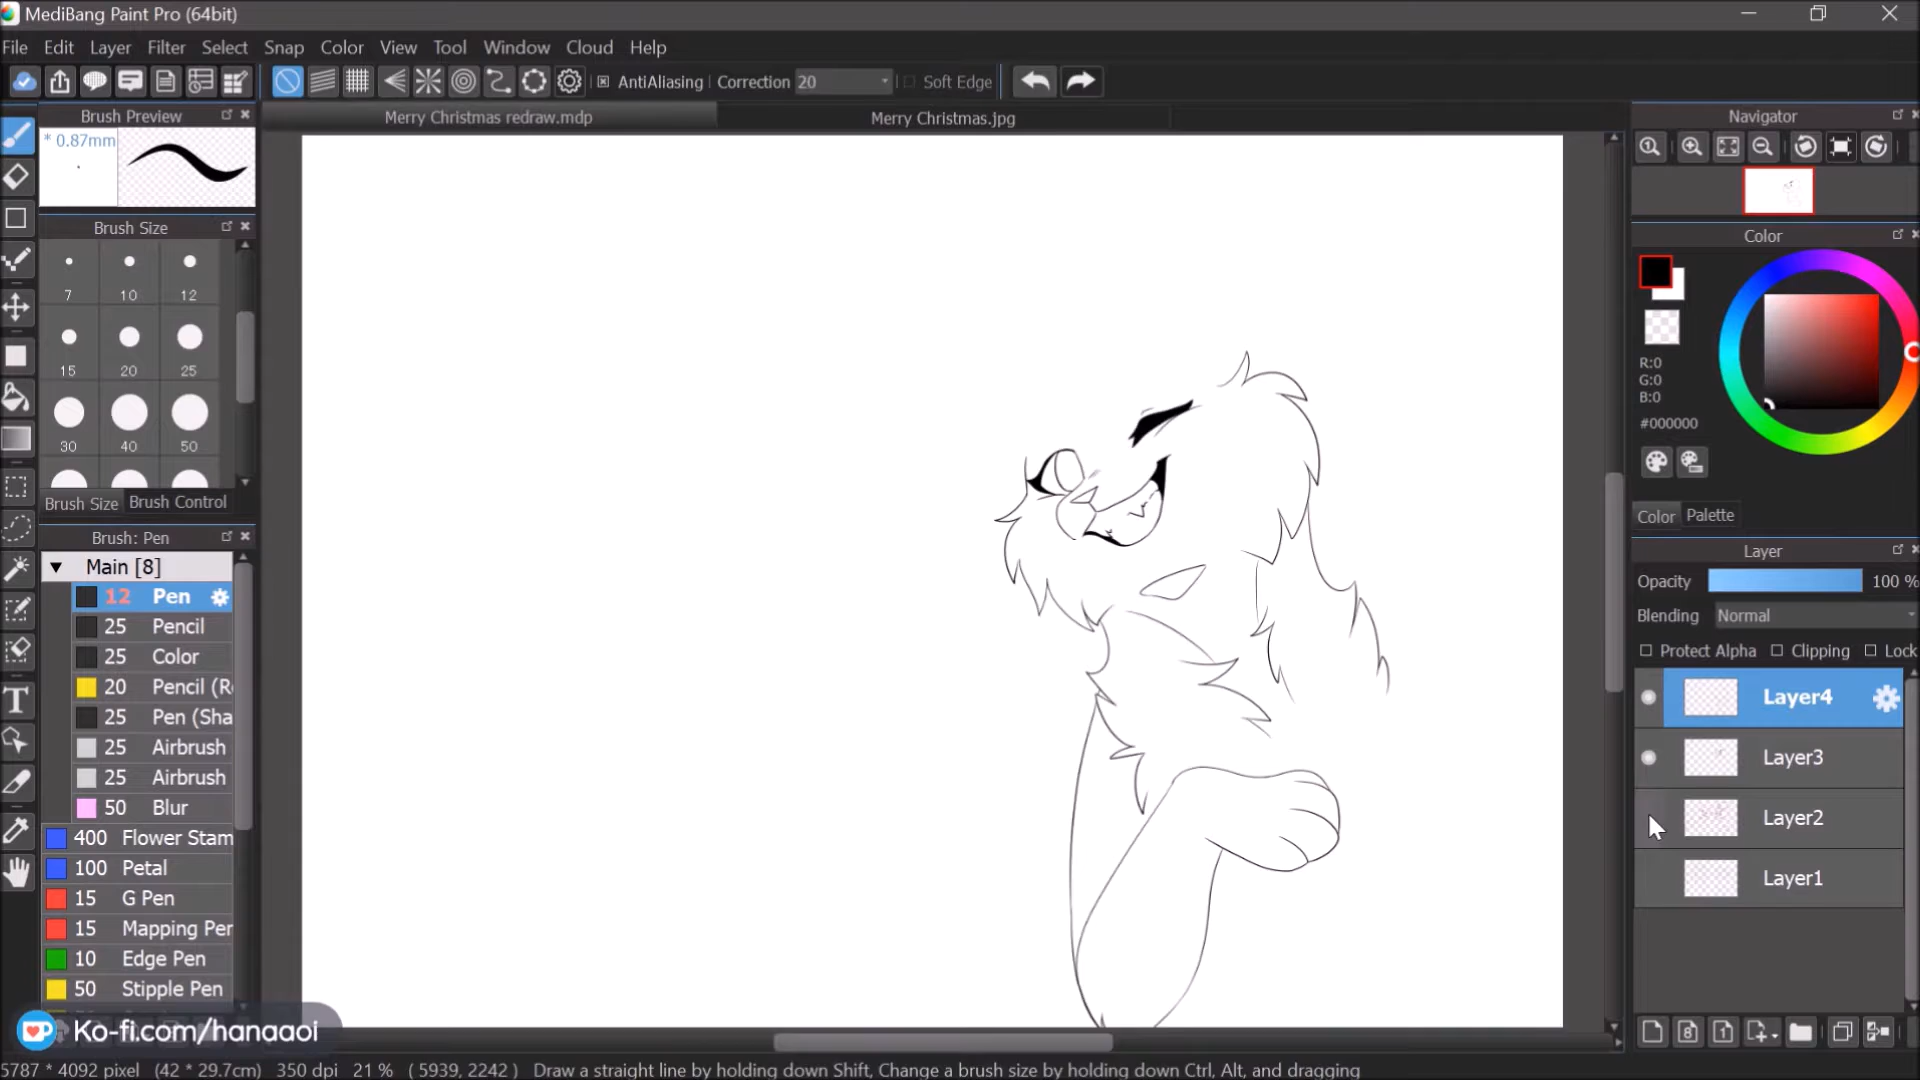 MediBang Paint Pro (64bit)
File Edit Layer Filter Select Snap Color View Tool Window Cloud Help
AntiAliasing Correction 20 Soft Edge
Brush Preview
Merry Christmas redraw.mdp
Merry Christmas.jpg
Navigator
* 0.87mm
Brush Size
7 10 12
15 20 25
30 40 50
Brush Size Brush Control
Brush: Pen
Main [8]
12 Pen
25 Pencil
25 Color
20 Pencil (Re
25 Pen (Sha
25 Airbrush
25 Airbrush
50 Blur
400 Flower Stam
100 Petal
15 G Pen
15 Mapping Pen
10 Edge Pen
50 Stipple Pen
Ko-fi.com/hanaaoi
Color
R:0
G:0
B:0
#000000
Color Palette
Layer
Opacity 100 %
Blending Normal
Protect Alpha Clipping Lock
Layer4
Layer3
Layer2
Layer1
5787 * 4092 pixel (42 * 29.7cm) 350 dpi 21 % ( 5939, 2242 ) Draw a straight line by holding down Shift, Change a brush size by holding down Ctrl, Alt, and dragging